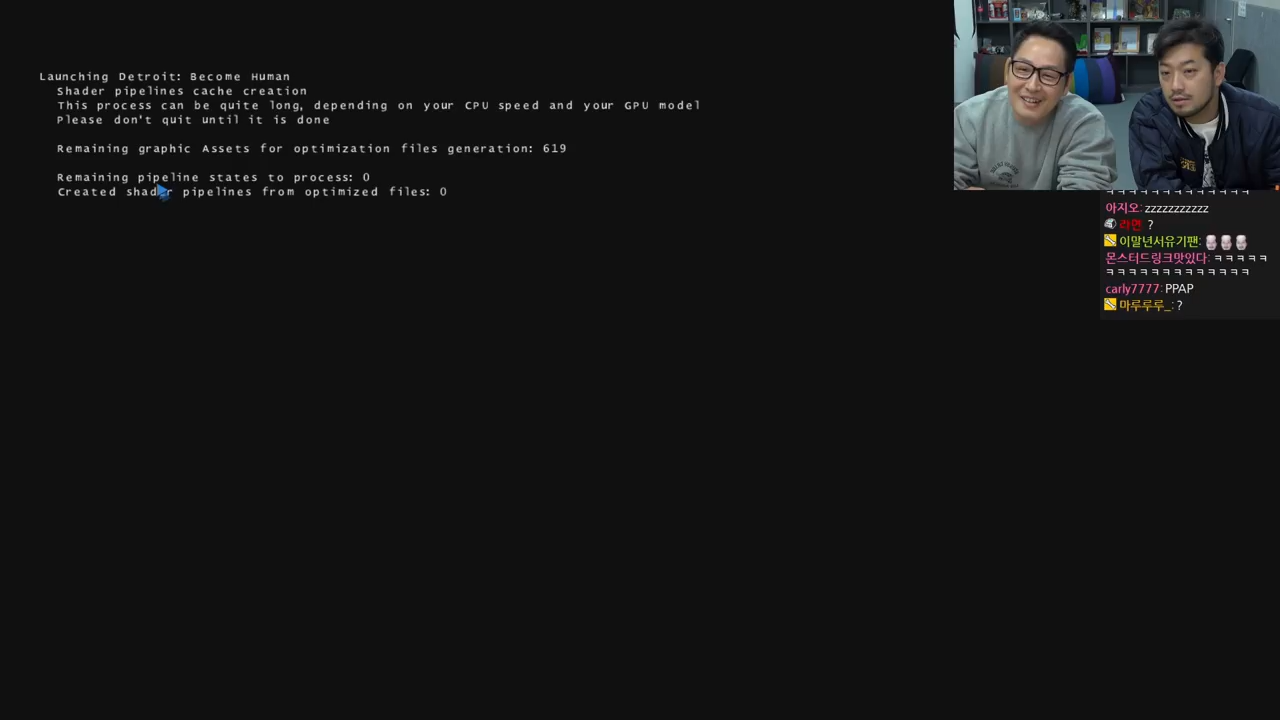 Launching Detroit: Become Human
Shader pipelines cache creation
This process can be quite long, depending on your CPU speed and your GPU model
Please don't quit until it is done
Remaining graphic Assets for optimization files generation: 619
Remaining pipeline states to process: 0
Created shader pipelines from optimized files: 0
아지오: zzzzzzzzzzz
라현 ?
이말년서유기팬:
몬스터드링크맛있다: ㅋㅋㅋㅋㅋ
ㅋㅋㅋㅋㅋㅋㅋㅋㅋㅋㅋㅋㅋ
carly7777: PPAP
마루루루_: ?